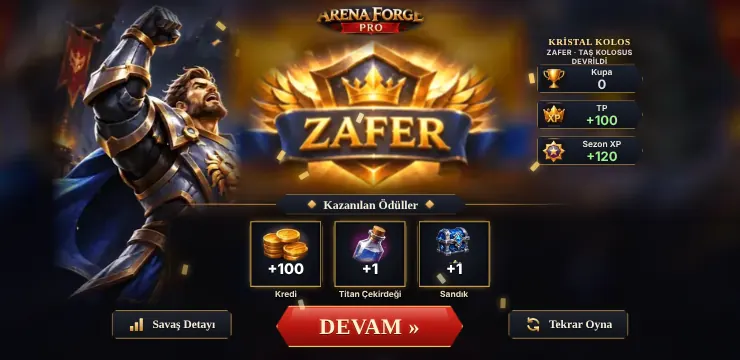 ARENA FORGE
PRO
KRİSTAL KOLOS
ZAFER · TAŞ KOLOSUS
DEVRİLDİ
Kupa
0
XP
TP
+100
Sezon XP
+120
ZAFER
Kazanılan Ödüller
+100
Kredi
+1
Titan Çekirdeği
+1
Sandık
Savaş Detayı
DEVAM »
Tekrar Oyna